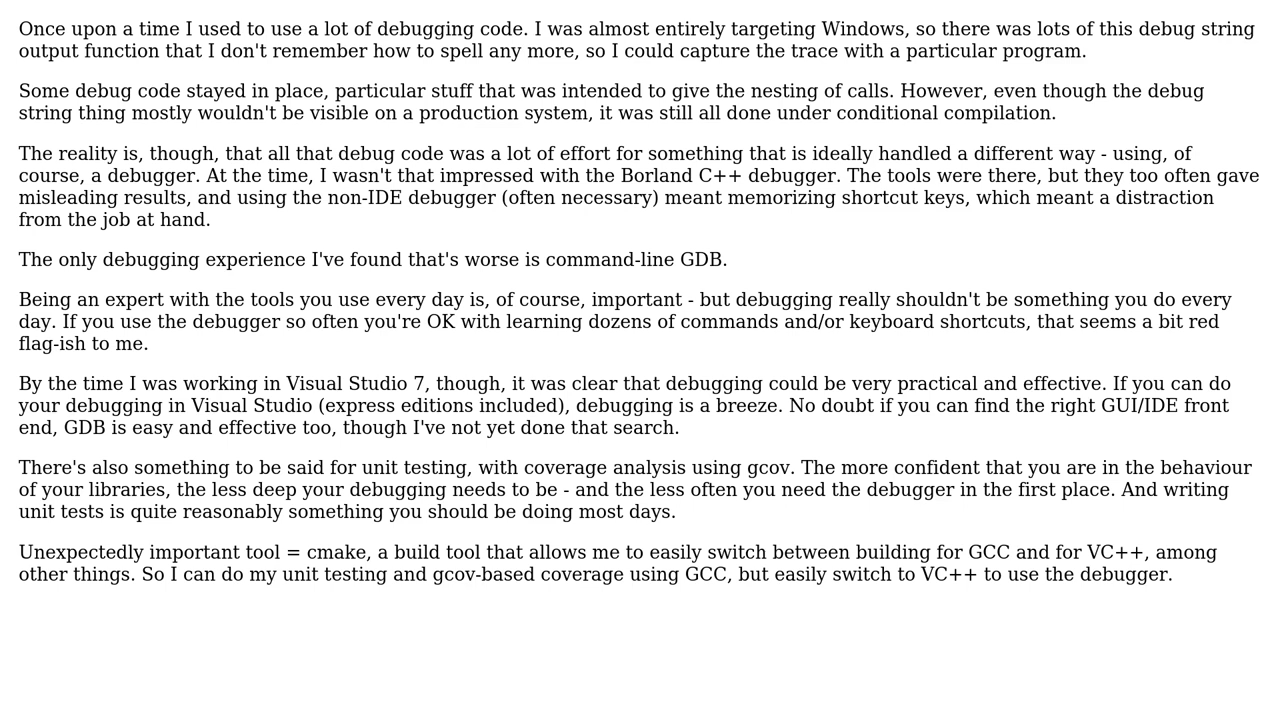 Once upon a time I used to use a lot of debugging code. I was almost entirely targeting Windows, so there was lots of this debug string
output function that I don't remember how to spell any more, so I could capture the trace with a particular program.
Some debug code stayed in place, particular stuff that was intended to give the nesting of calls. However, even though the debug
string thing mostly wouldn't be visible on a production system, it was still all done under conditional compilation.
The reality is, though, that all that debug code was a lot of effort for something that is ideally handled a different way - using, of
course, a debugger. At the time, I wasn't that impressed with the Borland C++ debugger. The tools were there, but they too often gave
misleading results, and using the non-IDE debugger (often necessary) meant memorizing shortcut keys, which meant a distraction
from the job at hand.
The only debugging experience I've found that's worse is command-line GDB.
Being an expert with the tools you use every day is, of course, important - but debugging really shouldn't be something you do every
day. If you use the debugger so often you're OK with learning dozens of commands and/or keyboard shortcuts, that seems a bit red
flag-ish to me.
By the time I was working in Visual Studio 7, though, it was clear that debugging could be very practical and effective. If you can do
your debugging in Visual Studio (express editions included), debugging is a breeze. No doubt if you can find the right GUI/IDE front
end, GDB is easy and effective too, though I've not yet done that search.
There's also something to be said for unit testing, with coverage analysis using gcov. The more confident that you are in the behaviour
of your libraries, the less deep your debugging needs to be - and the less often you need the debugger in the first place. And writing
unit tests is quite reasonably something you should be doing most days.
Unexpectedly important tool = cmake, a build tool that allows me to easily switch between building for GCC and for VC++, among
other things. So I can do my unit testing and gcov-based coverage using GCC, but easily switch to VC++ to use the debugger.